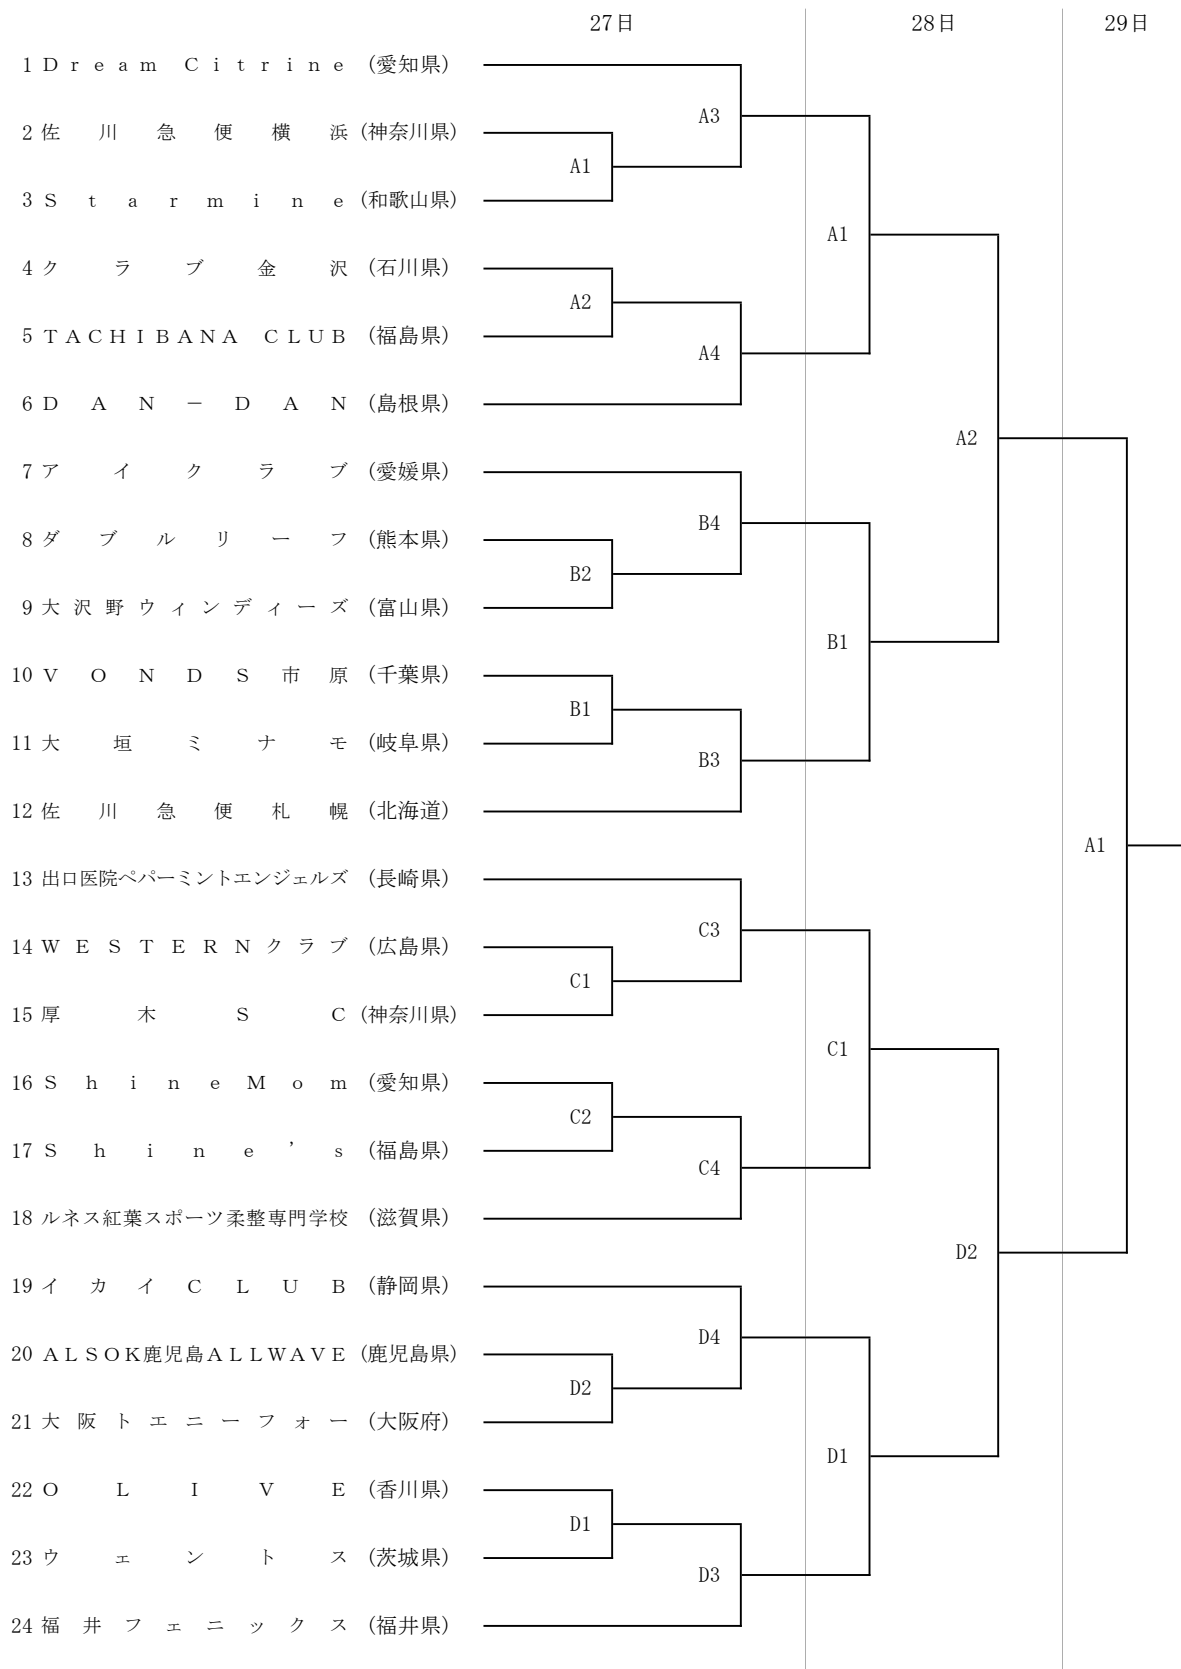 27日 28日 29日
1 Ｄｒｅａｍ Ｃｉｔｒｉｎｅ (愛知県)
A3
2 佐川急便横浜 (神奈川県)
A1
3 Ｓｔａｒｍｉｎｅ (和歌山県)
A1
4 クラブ金沢 (石川県)
A2
5 ＴＡＣＨＩＢＡＮＡ ＣＬＵＢ (福島県)
A4
6 ＤＡＮ－ＤＡＮ (島根県)
A2
7 アイクラブ (愛媛県)
B4
8 ダブルリーフ (熊本県)
B2
9 大沢野ウィンディーズ (富山県)
B1
10 ＶＯＮＤＳ市原 (千葉県)
B1
11 大垣ミナモ (岐阜県)
B3
12 佐川急便札幌 (北海道)
A1
13 出口医院ペパーミントエンジェルズ (長崎県)
C3
14 ＷＥＳＴＥＲＮクラブ (広島県)
C1
15 厚木ＳＣ (神奈川県)
C1
16 ＳｈｉｎｅＭｏｍ (愛知県)
C2
17 Ｓｈｉｎｅ’ｓ (福島県)
C4
18 ルネス紅葉スポーツ柔整専門学校 (滋賀県)
D2
19 イカイＣＬＵＢ (静岡県)
D4
20 ＡＬＳＯＫ鹿児島ＡＬＬＷＡＶＥ (鹿児島県)
D2
21 大阪トエニーフォー (大阪府)
D1
22 ＯＬＩＶＥ (香川県)
D1
23 ウェントス (茨城県)
D3
24 福井フェニックス (福井県)